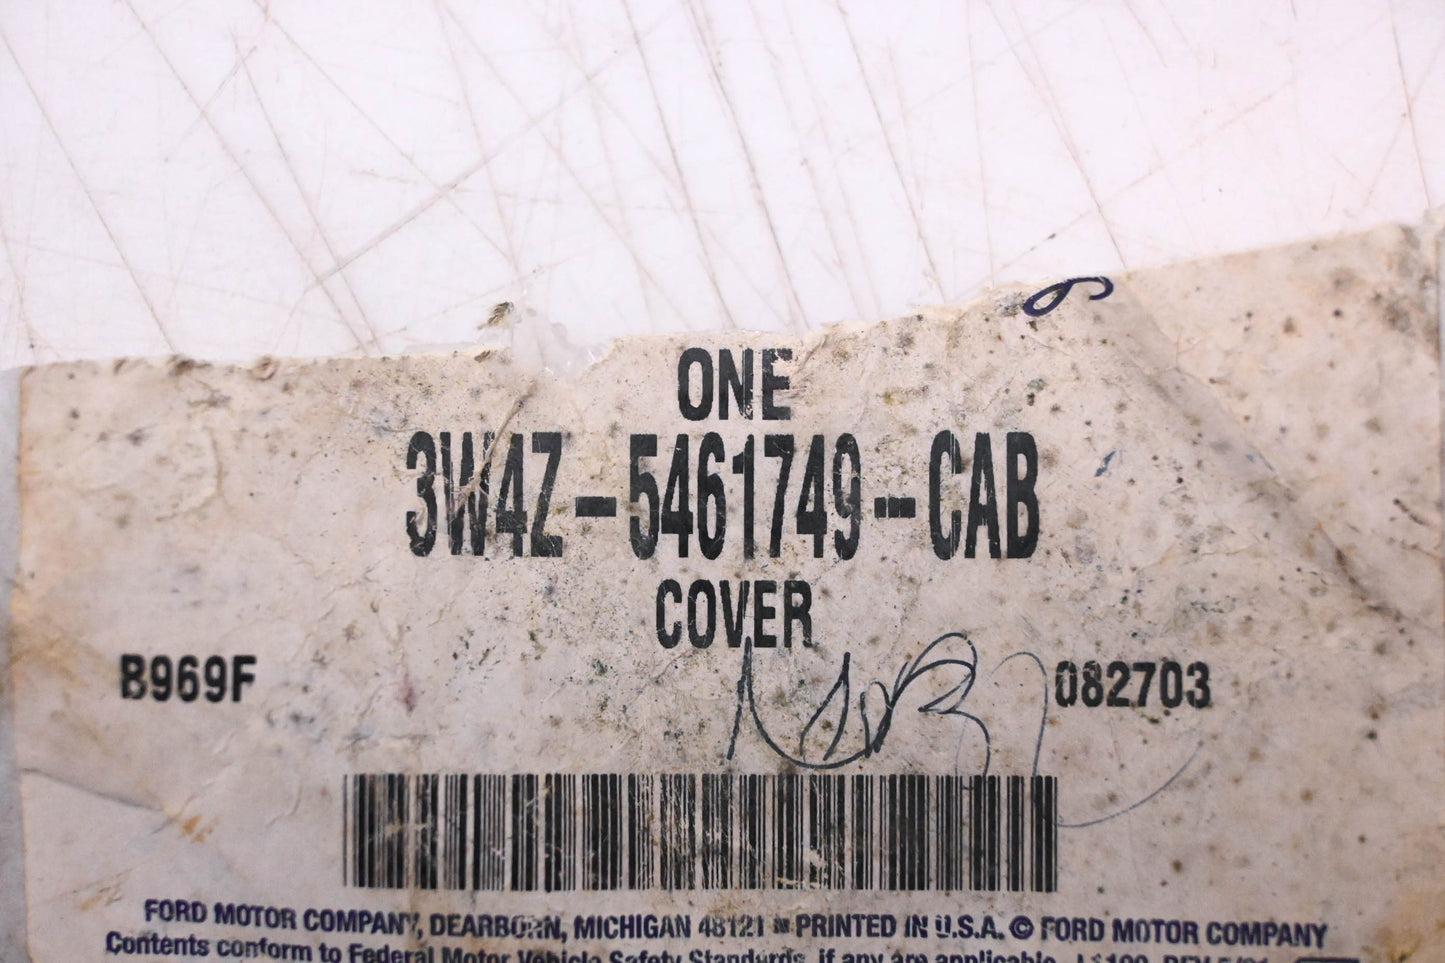 ONE
3W4Z-5461749-CAB
COVER
B969F 082703
FORD MOTOR COMPANY, DEARBORN, MICHIGAN 48121 PRINTED IN U.S.A. © FORD MOTOR COMPANY
Contents conform to Federal Motor Vehicle Safety Standards, if any are applicable.